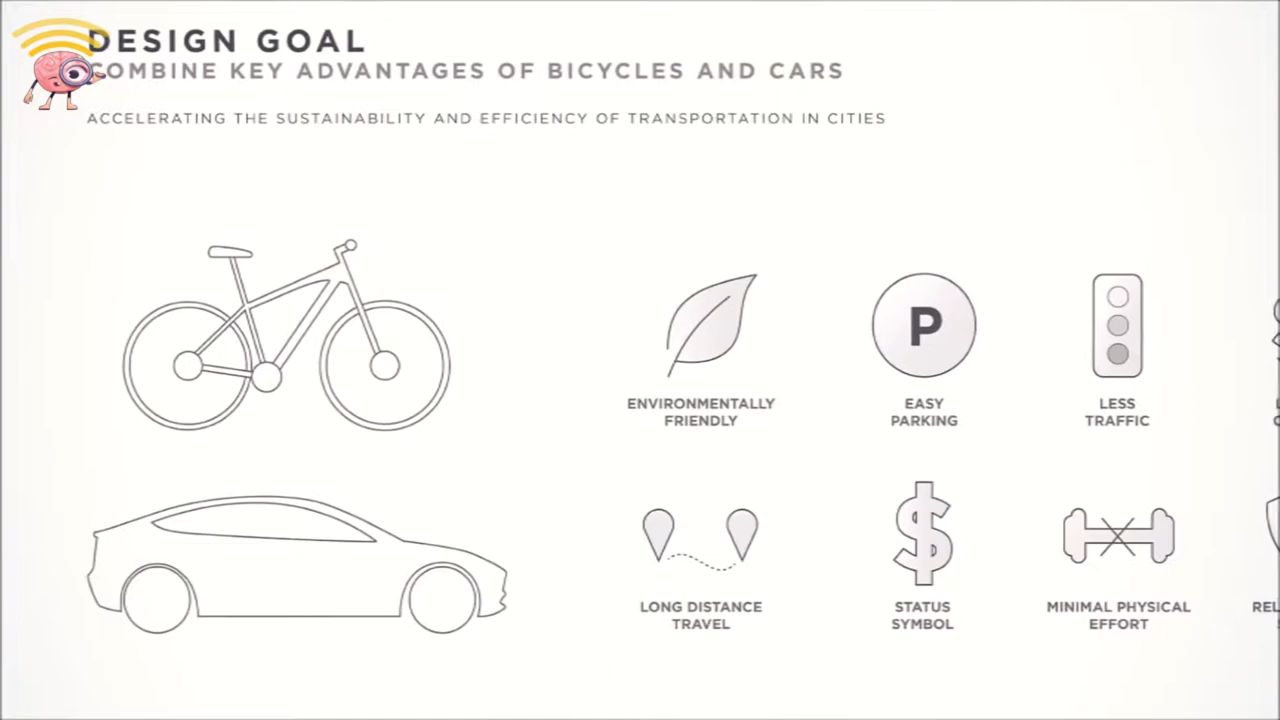 DESIGN GOAL
COMBINE KEY ADVANTAGES OF BICYCLES AND CARS
ACCELERATING THE SUSTAINABILITY AND EFFICIENCY OF TRANSPORTATION IN CITIES
P
ENVIRONMENTALLY
FRIENDLY
EASY
PARKING
LESS
TRAFFIC
$
LONG DISTANCE
TRAVEL
STATUS
SYMBOL
MINIMAL PHYSICAL
EFFORT